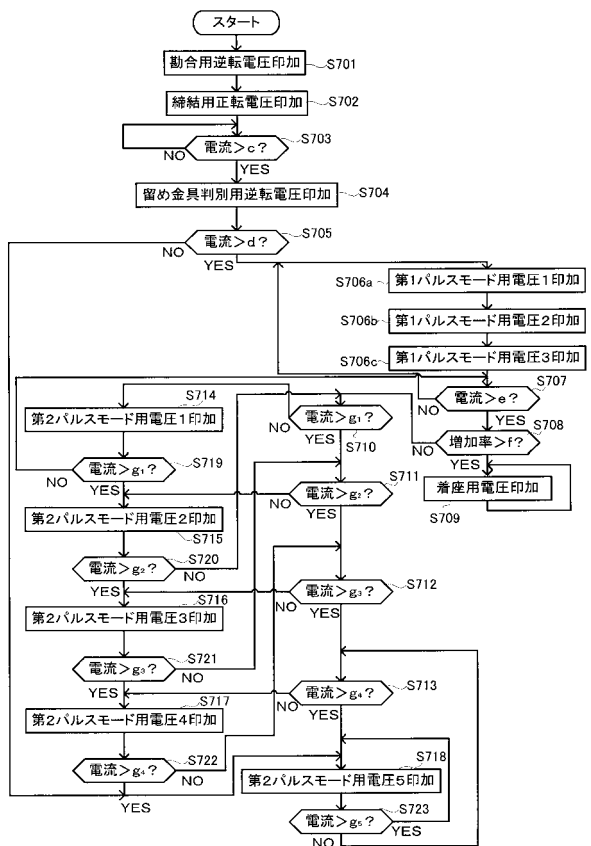 スタート
勘合用逆転電圧印加
S701
締結用正転電圧印加
S702
電流>c?
S703
NO
YES
留め金具判別用逆転電圧印加
S704
電流>d?
S705
NO
YES
S706a
第1パルスモード用電圧1印加
S706b
第1パルスモード用電圧2印加
S706c
第1パルスモード用電圧3印加
電流>e?
S707
NO
YES
増加率>f?
S708
NO
YES
着座用電圧印加
S709
S714
第2パルスモード用電圧1印加
電流>g₁?
NO
YES
S710
電流>g₁?
S719
NO
YES
電流>g₂?
S711
NO
YES
第2パルスモード用電圧2印加
S715
電流>g₂?
S720
NO
YES
電流>g₃?
S712
NO
YES
S716
第2パルスモード用電圧3印加
電流>g₃?
S721
NO
YES
電流>g₄?
S713
NO
YES
S717
第2パルスモード用電圧4印加
電流>g₄?
S722
NO
YES
S718
第2パルスモード用電圧5印加
電流>g₅?
S723
YES
NO